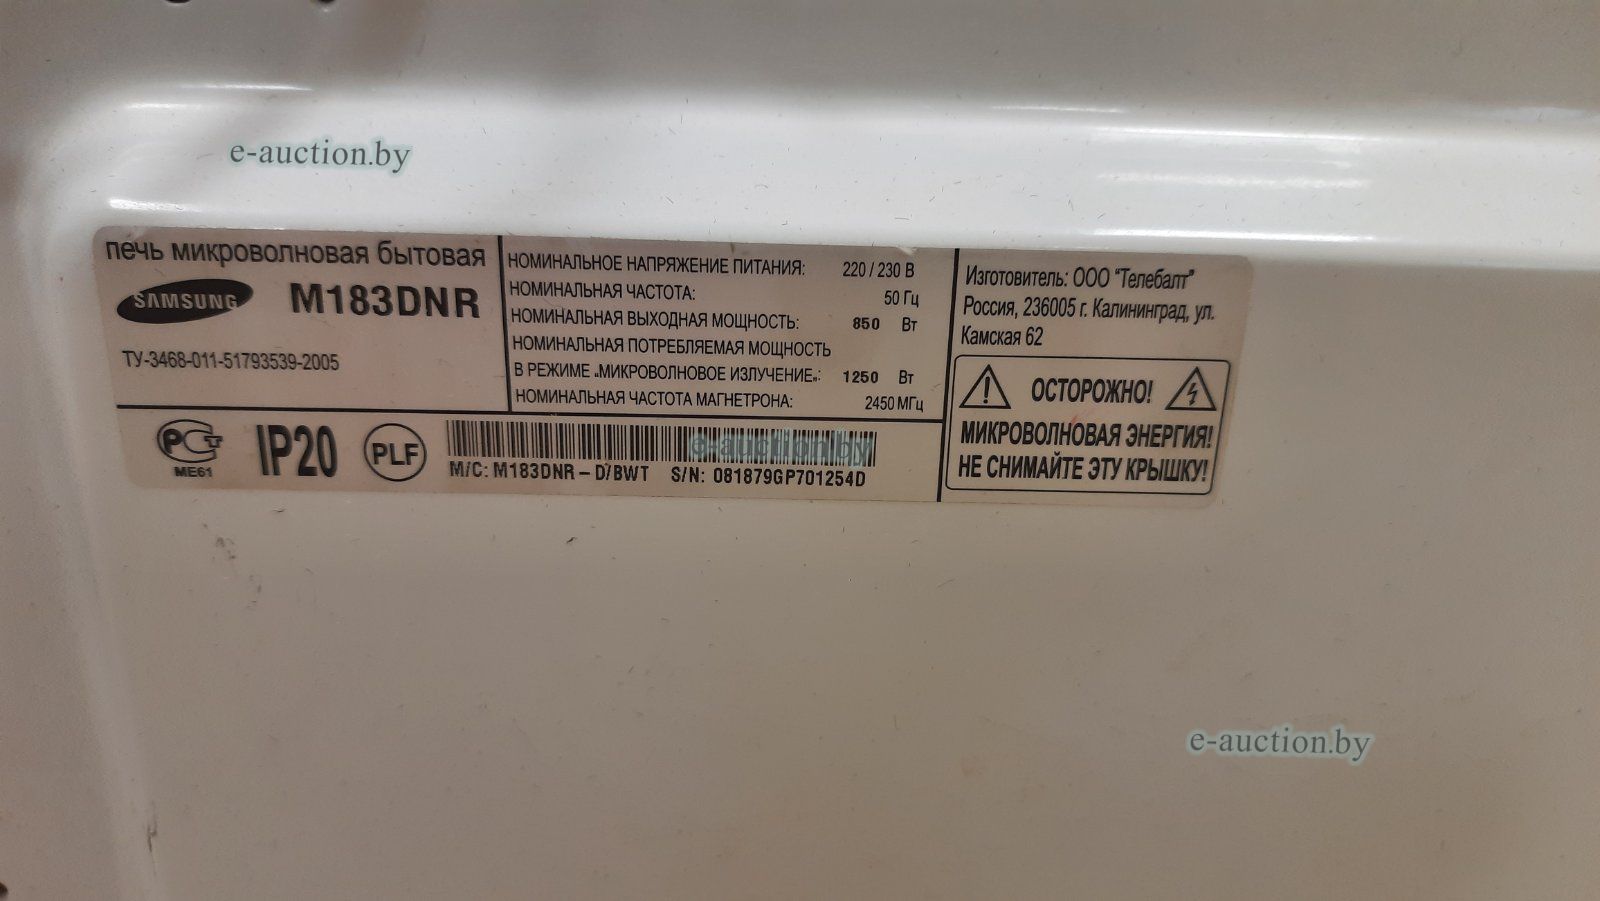 e-auction.by
печь микроволновая бытовая
SAMSUNG M183DNR
ТУ-3468-011-51793539-2005
НОМИНАЛЬНОЕ НАПРЯЖЕНИЕ ПИТАНИЯ: 220 / 230 В
НОМИНАЛЬНАЯ ЧАСТОТА: 50 Гц
НОМИНАЛЬНАЯ ВЫХОДНАЯ МОЩНОСТЬ: 850 Вт
НОМИНАЛЬНАЯ ПОТРЕБЛЯЕМАЯ МОЩНОСТЬ
В РЕЖИМЕ „МИКРОВОЛНОВОЕ ИЗЛУЧЕНИЕ„: 1250 Вт
НОМИНАЛЬНАЯ ЧАСТОТА МАГНЕТРОНА: 2450 МГц
Изготовитель: ООО "Телебалт"
Россия, 236005 г. Калининград, ул.
Камская 62
ОСТОРОЖНО!
МИКРОВОЛНОВАЯ ЭНЕРГИЯ!
НЕ СНИМАЙТЕ ЭТУ КРЫШКУ!
РСТ
ME61
IP20
PLF
e-auction.by
M/C: M183DNR-D/BWT S/N: 081879GP701254D
e-auction.by